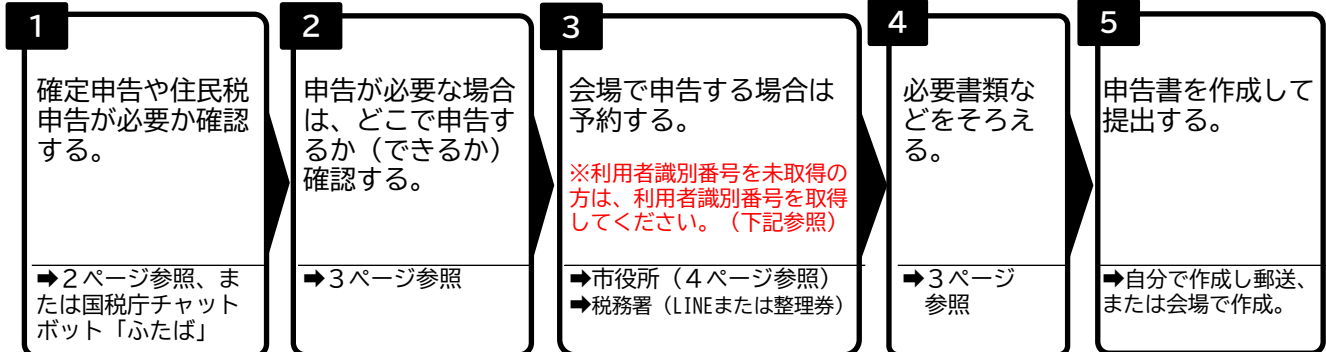 1
確定申告や住民税
申告が必要か確認
する。
➡２ページ参照、ま
たは国税庁チャット
ボット「ふたば」
2
申告が必要な場合
は、どこで申告す
るか（できるか）
確認する。
➡３ページ参照
3
会場で申告する場合は
予約する。
※利用者識別番号を未取得の
方は、利用者識別番号を取得
してください。（下記参照）
➡市役所（４ページ参照）
➡税務署（LINEまたは整理券）
4
必要書類な
どをそろえ
る。
➡３ページ
参照
5
申告書を作成して
提出する。
➡自分で作成し郵送、
または会場で作成。